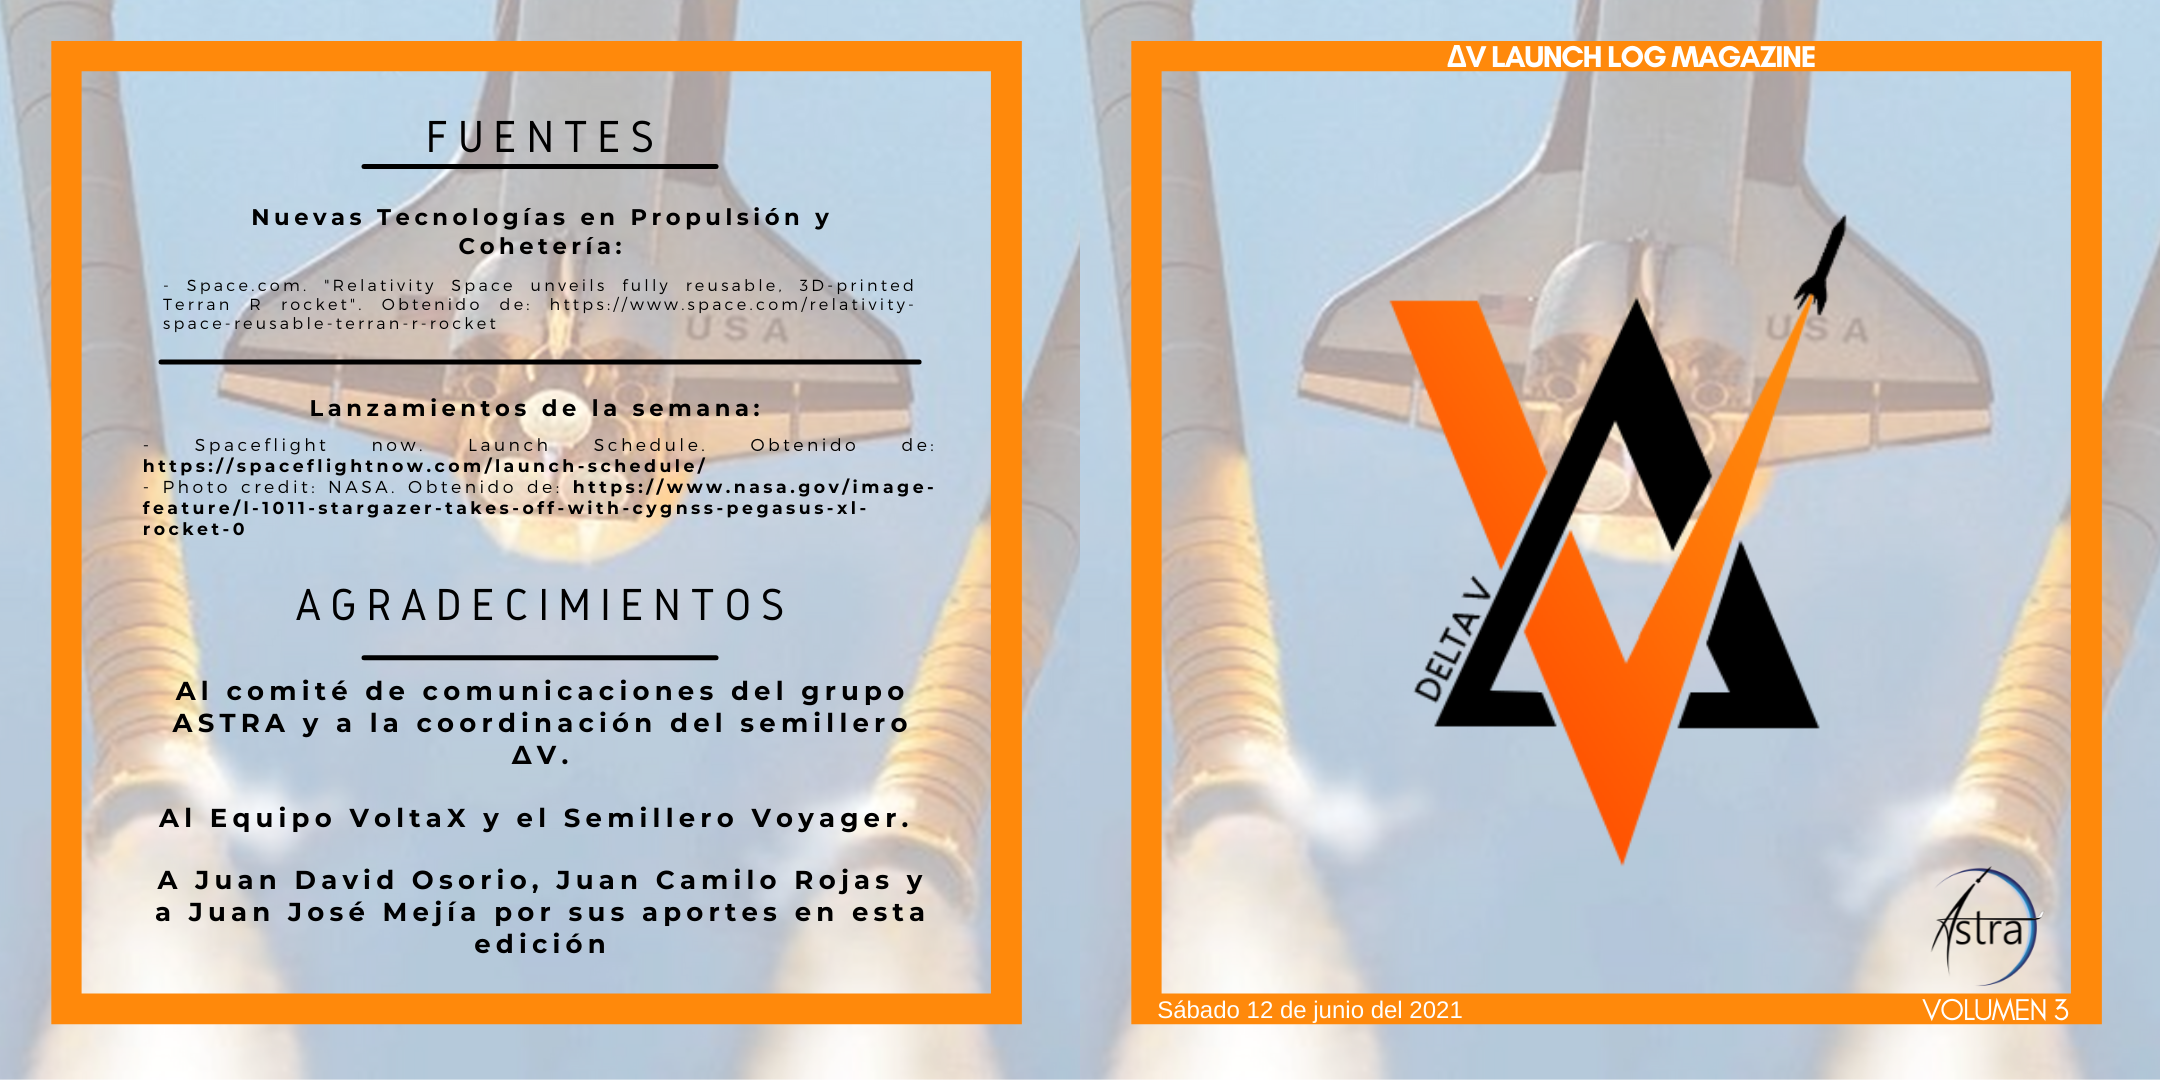 FUENTES
Nuevas Tecnologías en Propulsión y
Cohetería:
- Space.com. "Relativity Space unveils fully reusable, 3D-printed
Terran R rocket". Obtenido de: https://www.space.com/relativity-
space-reusable-terran-r-rocket
Lanzamientos de la semana:
- Spaceflight now. Launch Schedule. Obtenido de:
https://spaceflightnow.com/launch-schedule/
- Photo credit: NASA. Obtenido de: https://www.nasa.gov/image-
feature/l-1011-stargazer-takes-off-with-cygnss-pegasus-xl-
rocket-0
AGRADECIMIENTOS
Al comité de comunicaciones del grupo
ASTRA y a la coordinación del semillero
ΔV.
Al Equipo VoltaX y el Semillero Voyager.
A Juan David Osorio, Juan Camilo Rojas y
a Juan José Mejía por sus aportes en esta
edición
USA
ΔV LAUNCH LOG MAGAZINE
USA
DELTA V
Astra
Sábado 12 de junio del 2021
VOLUMEN 3